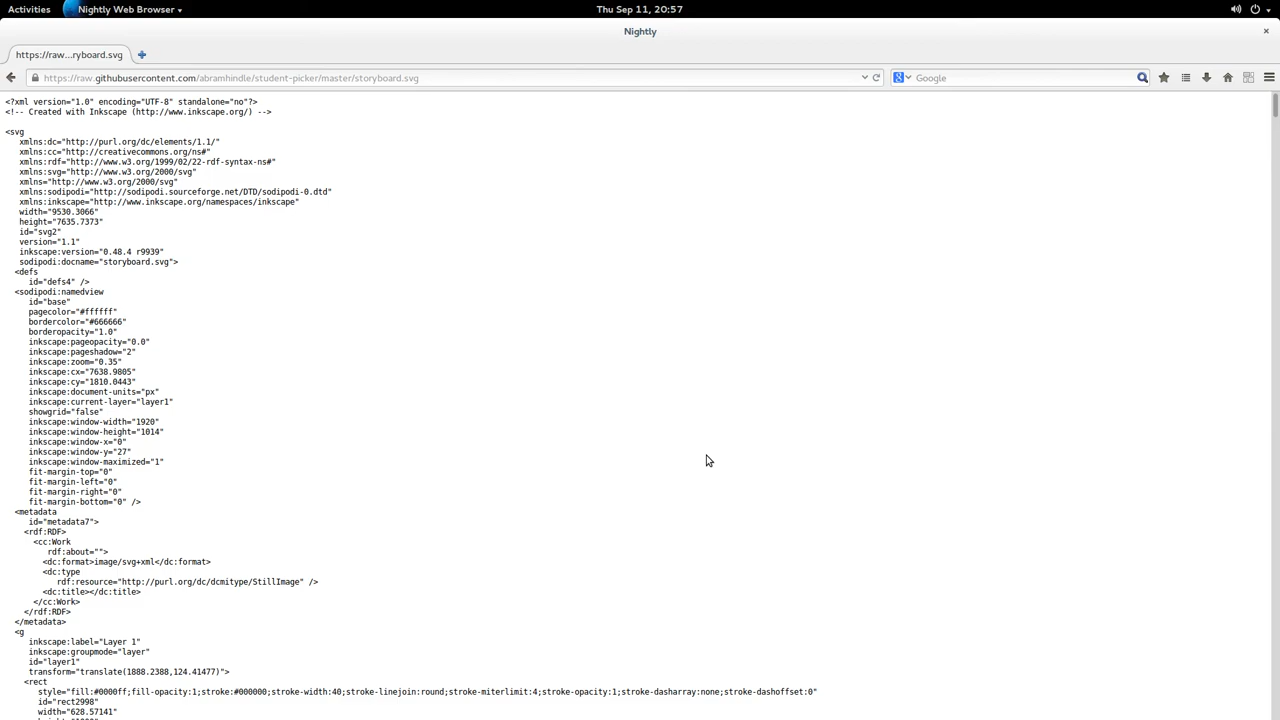 Activities Nightly Web Browser Thu Sep 11, 20:57
Nightly
https://raw...ryboard.svg
https://raw.githubusercontent.com/abramhindle/student-picker/master/storyboard.svg Google
<?xml version="1.0" encoding="UTF-8" standalone="no"?>
<!-- Created with Inkscape (http://www.inkscape.org/) -->
<svg
xmlns:dc="http://purl.org/dc/elements/1.1/"
xmlns:cc="http://creativecommons.org/ns#"
xmlns:rdf="http://www.w3.org/1999/02/22-rdf-syntax-ns#"
xmlns:svg="http://www.w3.org/2000/svg"
xmlns="http://www.w3.org/2000/svg"
xmlns:sodipodi="http://sodipodi.sourceforge.net/DTD/sodipodi-0.dtd"
xmlns:inkscape="http://www.inkscape.org/namespaces/inkscape"
width="9530.3066"
height="7635.7373"
id="svg2"
version="1.1"
inkscape:version="0.48.4 r9939"
sodipodi:docname="storyboard.svg">
<defs
id="defs4" />
<sodipodi:namedview
id="base"
pagecolor="#ffffff"
bordercolor="#666666"
borderopacity="1.0"
inkscape:pageopacity="0.0"
inkscape:pageshadow="2"
inkscape:zoom="0.35"
inkscape:cx="7638.9805"
inkscape:cy="1810.0443"
inkscape:document-units="px"
inkscape:current-layer="layer1"
showgrid="false"
inkscape:window-width="1920"
inkscape:window-height="1014"
inkscape:window-x="0"
inkscape:window-y="27"
inkscape:window-maximized="1"
fit-margin-top="0"
fit-margin-left="0"
fit-margin-right="0"
fit-margin-bottom="0" />
<metadata
id="metadata7">
<rdf:RDF>
<cc:Work
rdf:about="">
<dc:format>image/svg+xml</dc:format>
<dc:type
rdf:resource="http://purl.org/dc/dcmitype/StillImage" />
<dc:title></dc:title>
</cc:Work>
</rdf:RDF>
</metadata>
<g
inkscape:label="Layer 1"
inkscape:groupmode="layer"
id="layer1"
transform="translate(1888.2388,124.41477)">
<rect
style="fill:#0000ff;fill-opacity:1;stroke:#000000;stroke-width:40;stroke-linejoin:round;stroke-miterlimit:4;stroke-opacity:1;stroke-dasharray:none;stroke-dashoffset:0"
id="rect2998"
width="628.57141"